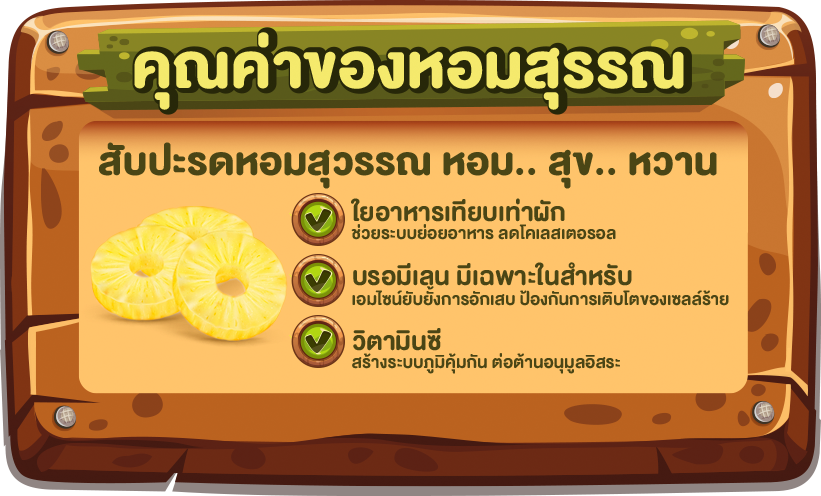 คุณค่าของหอมสุรรณ
สับปะรดหอมสุวรรณ หอม.. สุข.. หวาน
ใยอาหารเทียบเท่าผัก
ช่วยระบบย่อยอาหาร ลดโคเลสเตอรอล
บรอมีเลน มีเฉพาะในสำหรับ
เอมไซน์ยับยั้งการอักเสบ ป้องกันการเติบโตของเซลล์ร้าย
วิตามินซี
สร้างระบบภูมิคุ้มกัน ต่อต้านอนุมูลอิสระ